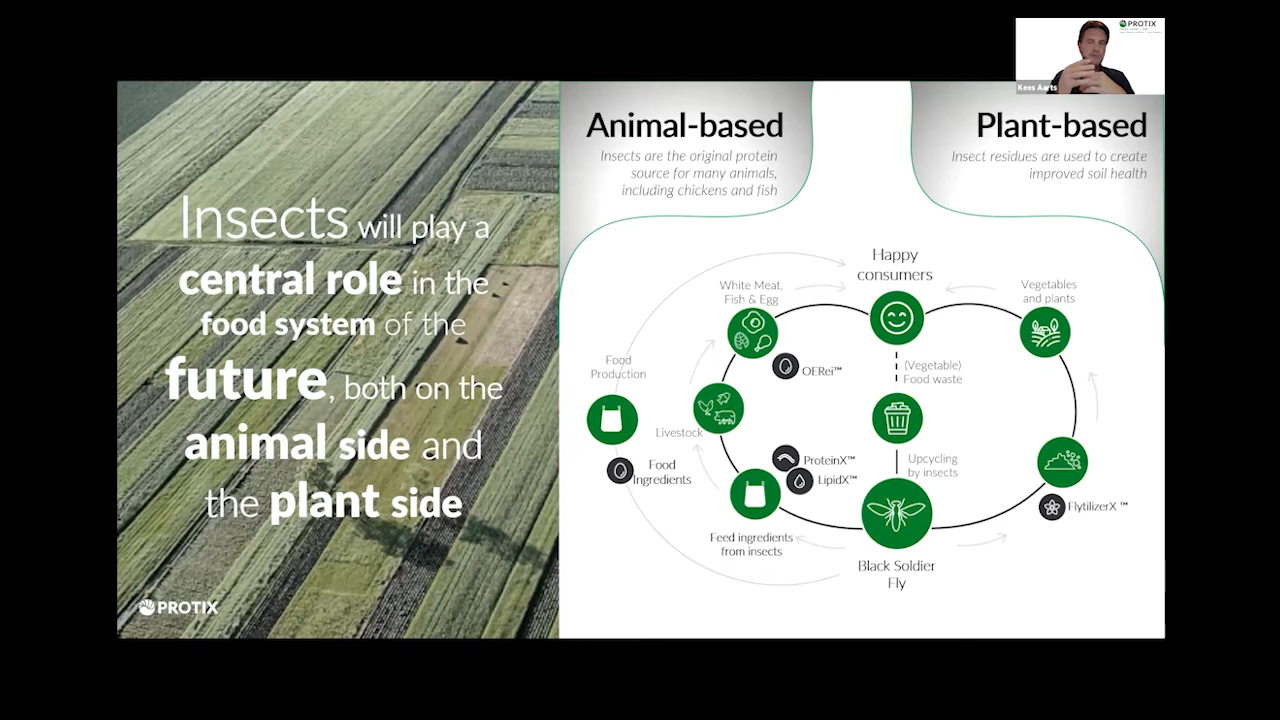 PROTIX
Kees Aarts
Insects will play a
central role in the
food system of the
future, both on the
animal side and
the plant side
PROTIX
Animal-based
Insects are the original protein
source for many animals,
including chickens and fish
Plant-based
Insect residues are used to create
improved soil health
Happy
consumers
White Meat,
Fish & Egg
Vegetables
and plants
OERei™
(Vegetable)
Food waste
Food
Production
Livestock
Food
Ingredients
ProteinX™
LipidX™
Upcycling
by insects
FlytilizerX ™
Feed ingredients
from insects
Black Soldier
Fly